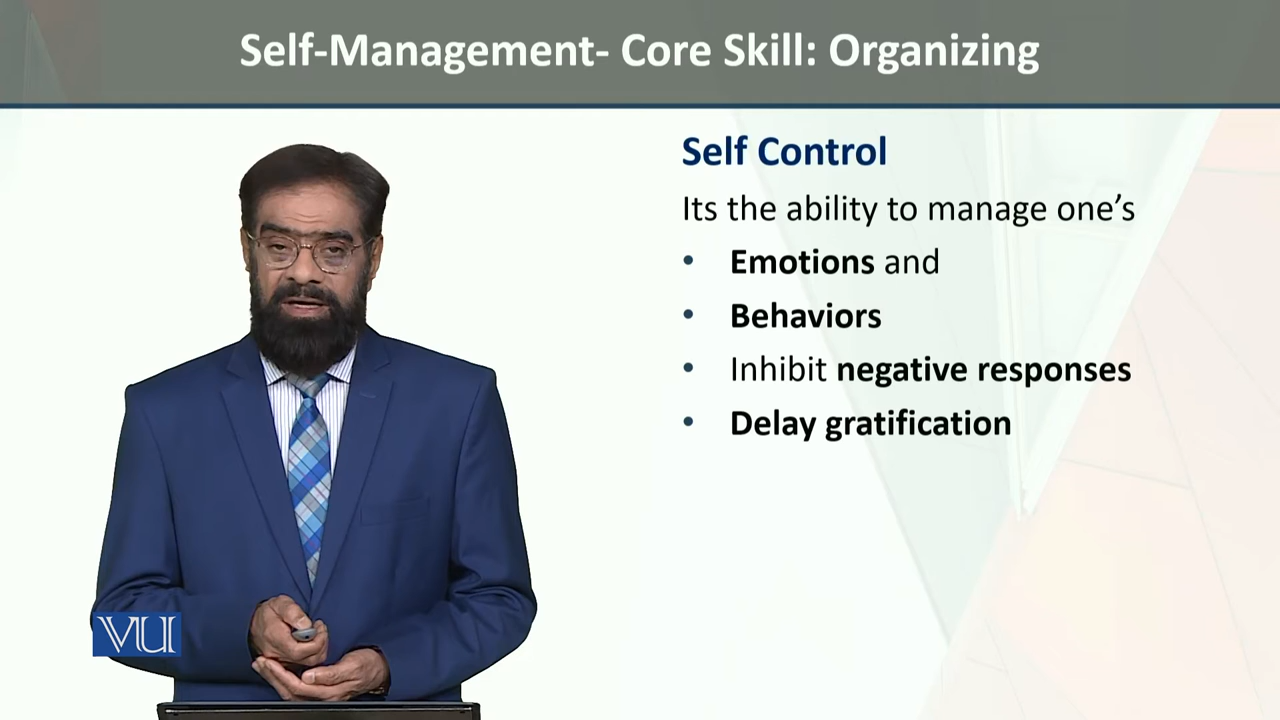 Self-Management- Core Skill: Organizing
Self Control
Its the ability to manage one’s
• Emotions and
• Behaviors
• Inhibit negative responses
• Delay gratification
VU